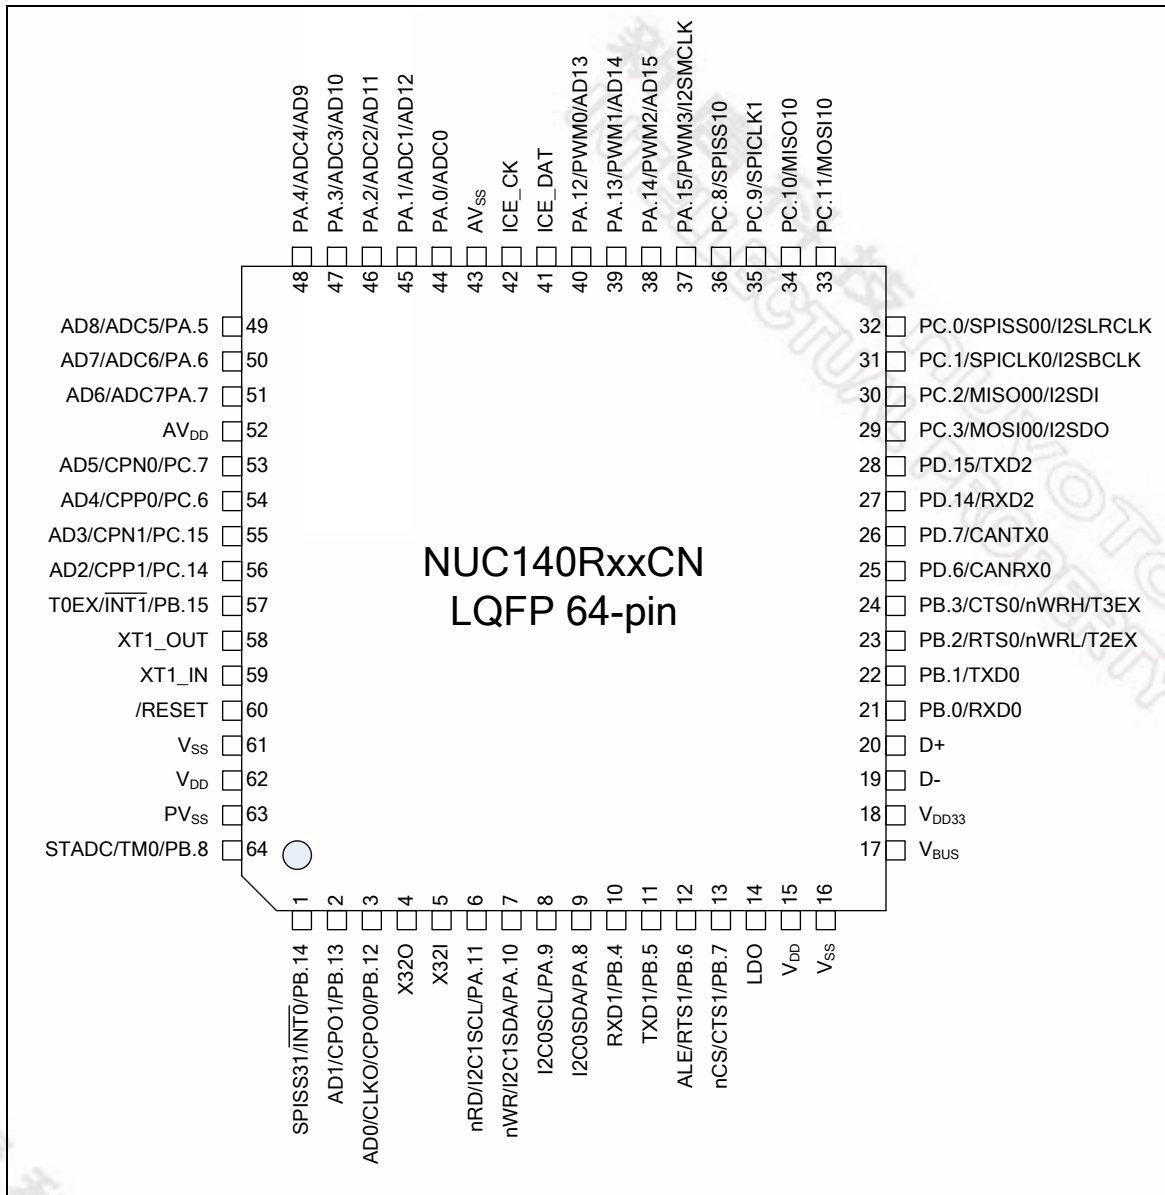 PA.4/ADC4/AD9
PA.3/ADC3/AD10
PA.2/ADC2/AD11
PA.1/ADC1/AD12
PA.0/ADC0
AVSS
ICE_CK
ICE_DAT
PA.12/PWM0/AD13
PA.13/PWM1/AD14
PA.14/PWM2/AD15
PA.15/PWM3/I2SMCLK
PC.8/SPISS10
PC.9/SPICLK1
PC.10/MISO10
PC.11/MOSI10
48
47
46
45
44
43
42
41
40
39
38
37
36
35
34
33
AD8/ADC5/PA.5 49
AD7/ADC6/PA.6 50
AD6/ADC7PA.7 51
AVDD 52
AD5/CPN0/PC.7 53
AD4/CPP0/PC.6 54
AD3/CPN1/PC.15 55
AD2/CPP1/PC.14 56
T0EX/INT1/PB.15 57
XT1_OUT 58
XT1_IN 59
/RESET 60
VSS 61
VDD 62
PVSS 63
STADC/TM0/PB.8 64
NUC140RxxCN
LQFP 64-pin
32 PC.0/SPISS00/I2SLRCLK
31 PC.1/SPICLK0/I2SBCLK
30 PC.2/MISO00/I2SDI
29 PC.3/MOSI00/I2SDO
28 PD.15/TXD2
27 PD.14/RXD2
26 PD.7/CANTX0
25 PD.6/CANRX0
24 PB.3/CTS0/nWRH/T3EX
23 PB.2/RTS0/nWRL/T2EX
22 PB.1/TXD0
21 PB.0/RXD0
20 D+
19 D-
18 VDD33
17 VBUS
1
2
3
4
5
6
7
8
9
10
11
12
13
14
15
16
SPISS31/INT0/PB.14
AD1/CPO1/PB.13
AD0/CLKO/CPO0/PB.12
X32O
X32I
nRD/I2C1SCL/PA.11
nWR/I2C1SDA/PA.10
I2C0SCL/PA.9
I2C0SDA/PA.8
RXD1/PB.4
TXD1/PB.5
ALE/RTS1/PB.6
nCS/CTS1/PB.7
LDO
VDD
VSS
INTELLECTUAL PROPERTY